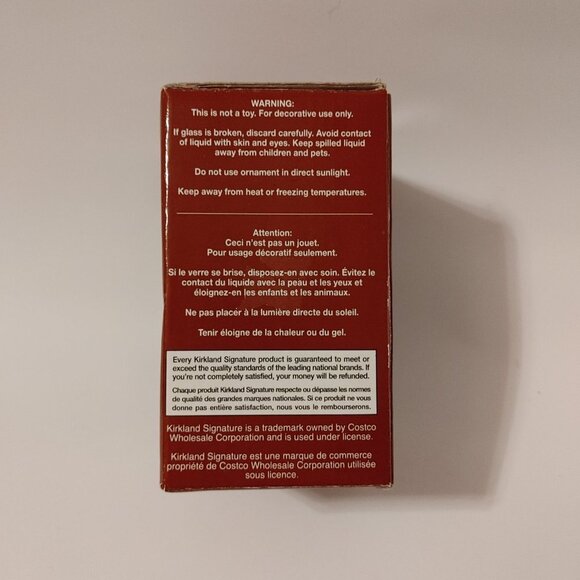 WARNING:
This is not a toy. For decorative use only.
If glass is broken, discard carefully. Avoid contact
of liquid with skin and eyes. Keep spilled liquid
away from children and pets.
Do not use ornament in direct sunlight.
Keep away from heat or freezing temperatures.
Attention:
Ceci n'est pas un jouet.
Pour usage décoratif seulement.
Si le verre se brise, disposez-en avec soin. Évitez le
contact du liquide avec la peau et les yeux et
éloignez-en les enfants et les animaux.
Ne pas placer à la lumière directe du soleil.
Tenir éloigne de la chaleur ou du gel.
Every Kirkland Signature product is guaranteed to meet or
exceed the quality standards of the leading national brands. If
you're not completely satisfied, your money will be refunded.
Chaque produit Kirkland Signature respecte ou dépasse les normes
de qualité des grandes marques nationales. Si ce produit ne vous
donne pas entière satisfaction, nous vous le rembourserons.
Kirkland Signature is a trademark owned by Costco
Wholesale Corporation and is used under license.
Kirkland Signature est une marque de commerce
propriété de Costco Wholesale Corporation utilisée
sous licence.